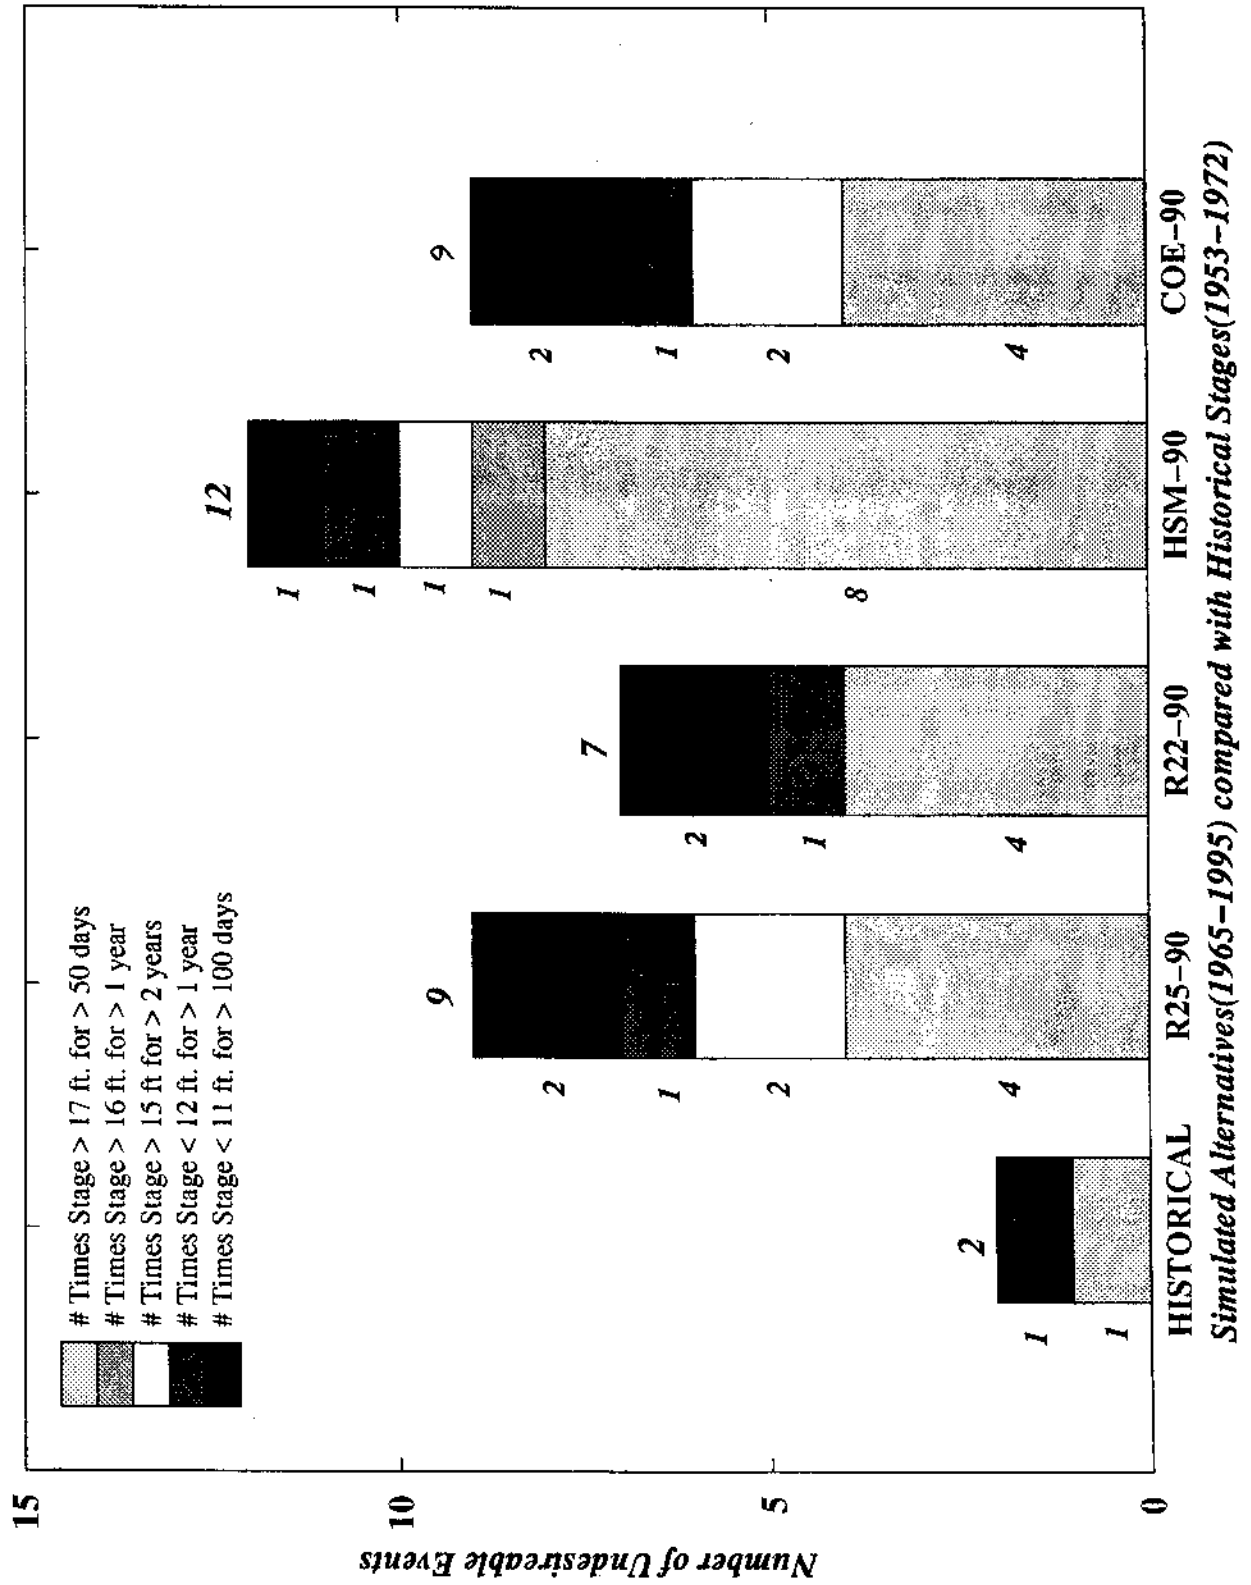 # Times Stage > 17 ft. for > 50 days
# Times Stage > 16 ft. for > 1 year
# Times Stage > 15 ft for > 2 years
# Times Stage < 12 ft. for > 1 year
# Times Stage < 11 ft. for > 100 days
Number of Undesireable Events
15
10
5
0
2
1
1
9
2
1
2
4
7
2
1
4
12
1
1
1
1
8
9
2
1
2
4
HISTORICAL
R25-90
R22-90
HSM-90
COE-90
Simulated Alternatives(1965-1995) compared with Historical Stages(1953-1972)